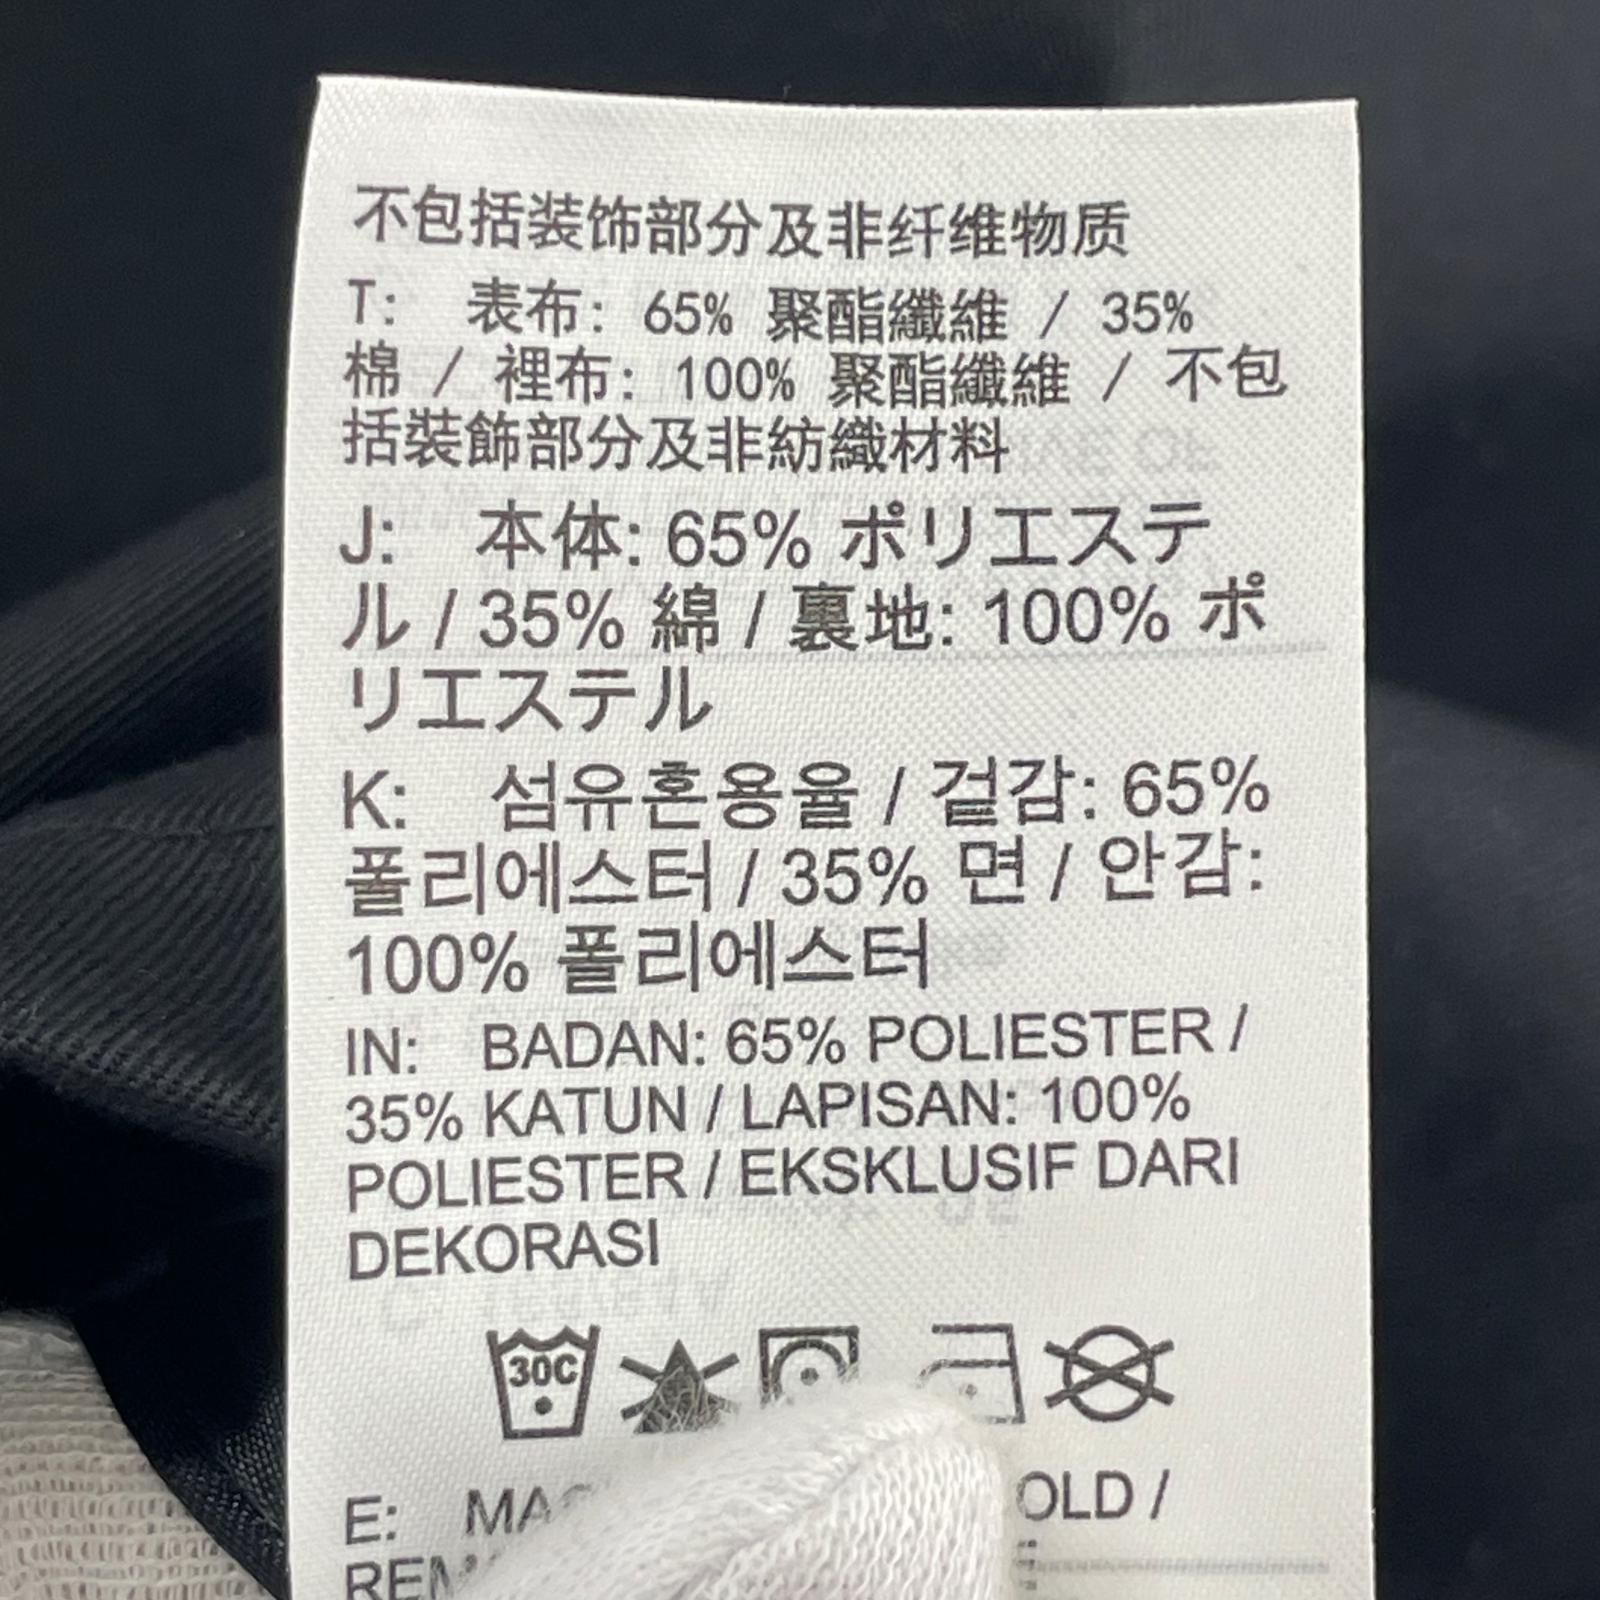 不包括装饰部分及非纤维物质
T: 表布: 65% 聚酯纖維 / 35%
棉 / 裡布: 100% 聚酯纖維 / 不包
括裝飾部分及非紡織材料
J: 本体: 65% ポリエステ
ル / 35% 綿 / 裏地: 100% ポ
リエステル
K: 섬유혼용율 / 겉감: 65%
폴리에스터 / 35% 면 / 안감:
100% 폴리에스터
IN: BADAN: 65% POLIESTER /
35% KATUN / LAPISAN: 100%
POLIESTER / EKSKLUSIF DARI
DEKORASI
30C
E: /